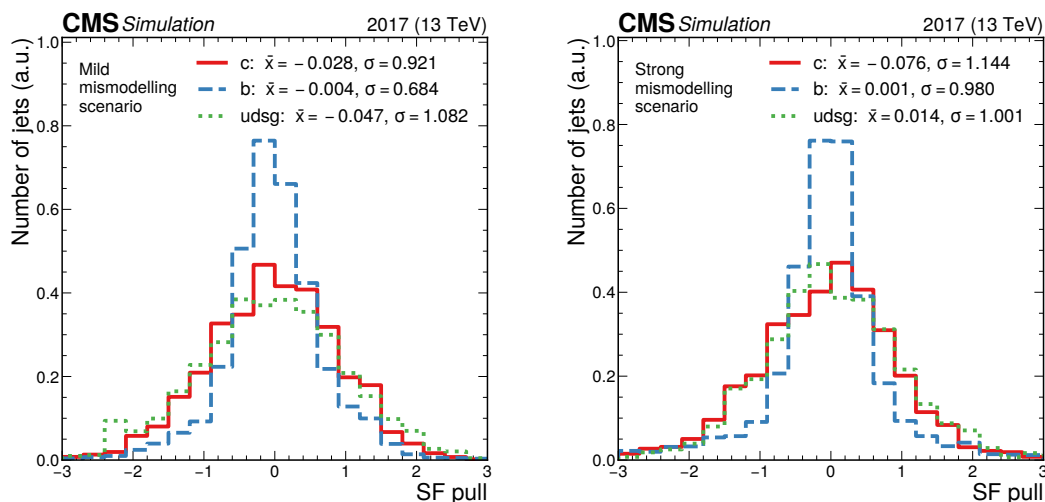 CMS Simulation 2017 (13 TeV)
Number of jets (a.u.)
1.0
0.8
0.6
0.4
0.2
0.0
Mild
mismodelling
scenario
c: x̄ = −0.028, σ = 0.921
b: x̄ = −0.004, σ = 0.684
udsg: x̄ = −0.047, σ = 1.082
−3 −2 −1 0 1 2 3
SF pull
CMS Simulation 2017 (13 TeV)
Number of jets (a.u.)
1.0
0.8
0.6
0.4
0.2
0.0
Strong
mismodelling
scenario
c: x̄ = −0.076, σ = 1.144
b: x̄ = 0.001, σ = 0.980
udsg: x̄ = 0.014, σ = 1.001
−3 −2 −1 0 1 2 3
SF pull